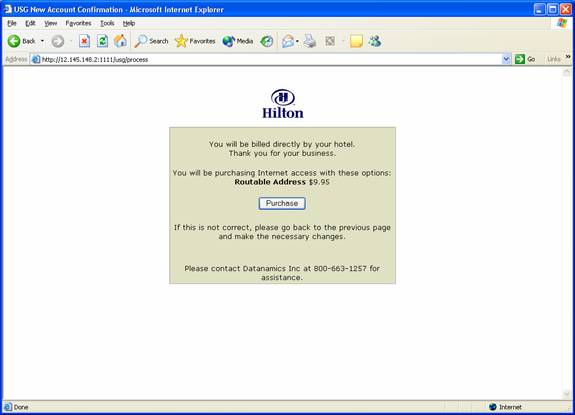 USG New Account Confirmation - Microsoft Internet Explorer
File Edit View Favorites Tools Help
Back Search Favorites Media
Address http://12.145.148.2:1111/usg/process Go Links »
Hilton
You will be billed directly by your hotel.
Thank you for your business.
You will be purchasing Internet access with these options:
Routable Address $9.95
Purchase
If this is not correct, please go back to the previous page
and make the necessary changes.
Please contact Datanamics Inc at 800-663-1257 for
assistance.
Done Internet